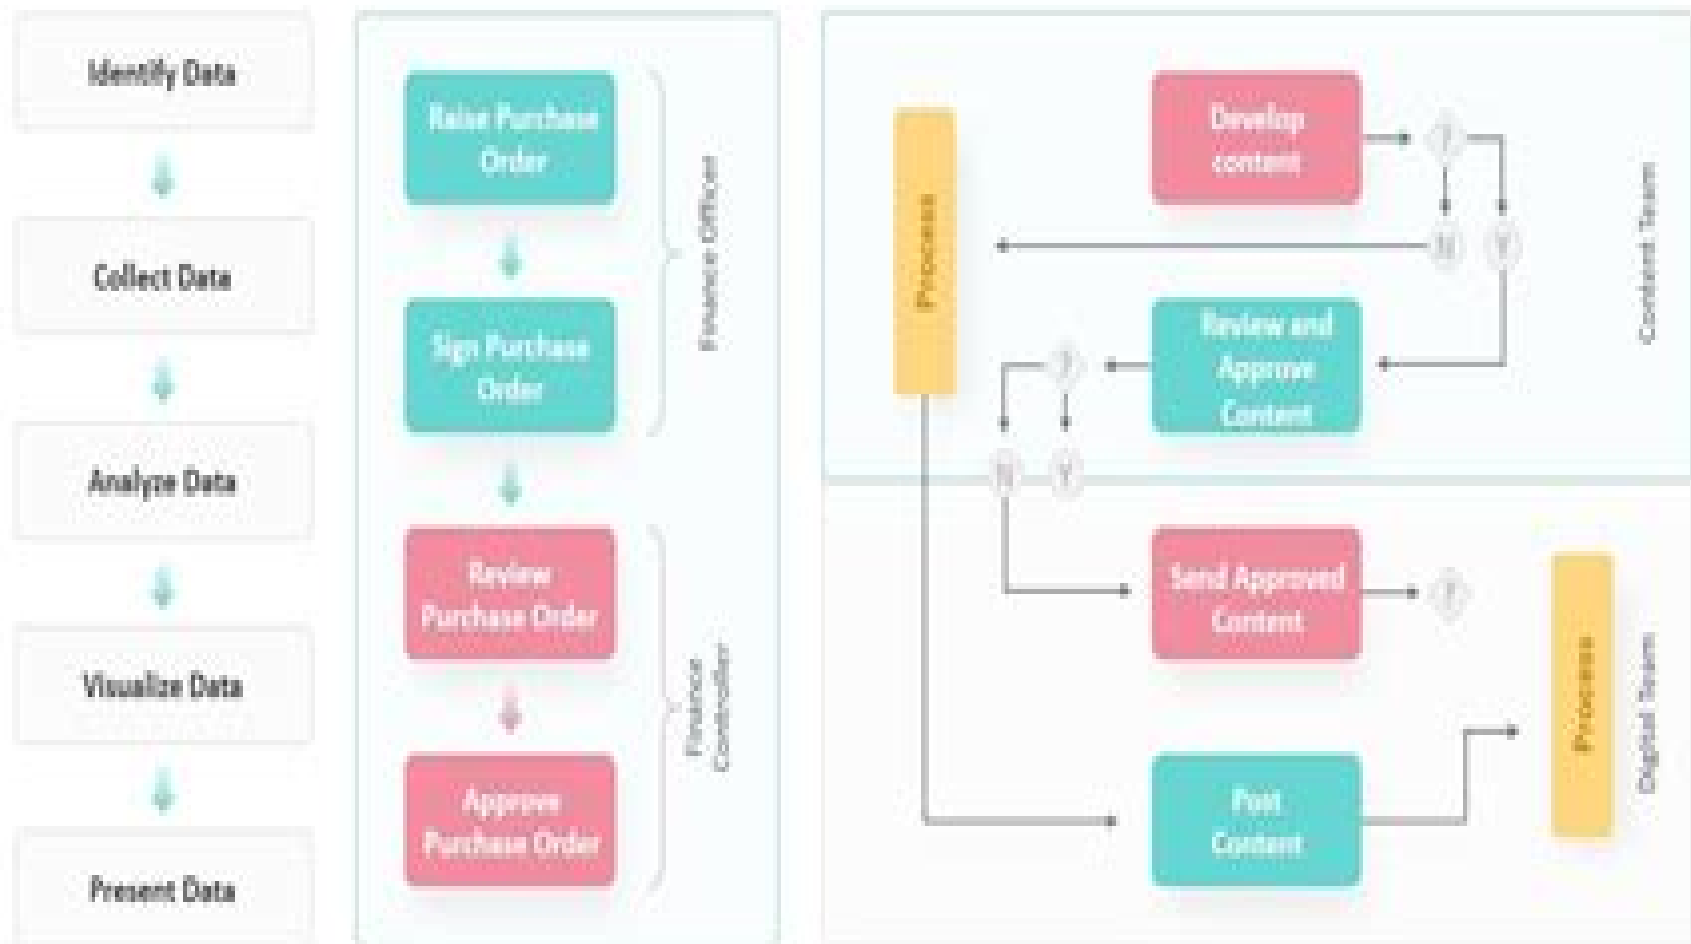 Identify Data
Collect Data
Analyze Data
Visualize Data
Present Data
Raise Purchase
Order
Sign Purchase
Order
Review
Purchase Order
Approve
Purchase Order
Finance Officer
Finance
Controller
Process
Develop
content
?
N
Y
Review and
Approve
Content
?
N
Y
Content Team
Send Approved
Content
?
Post
Content
Process
Digital Team